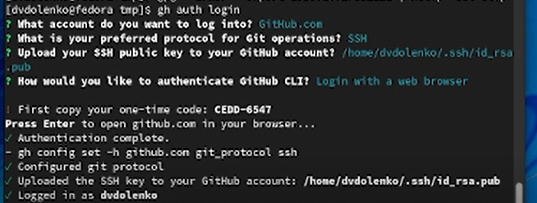 [dvdolenko@fedora tmp]$ gh auth login
? What account do you want to log into? GitHub.com
? What is your preferred protocol for Git operations? SSH
? Upload your SSH public key to your GitHub account? /home/dvdolenko/.ssh/id_rsa
.pub
? How would you like to authenticate GitHub CLI? Login with a web browser
! First copy your one-time code: CEDD-6547
Press Enter to open github.com in your browser...
✓ Authentication complete.
- gh config set -h github.com git_protocol ssh
✓ Configured git protocol
✓ Uploaded the SSH key to your GitHub account: /home/dvdolenko/.ssh/id_rsa.pub
✓ Logged in as dvdolenko